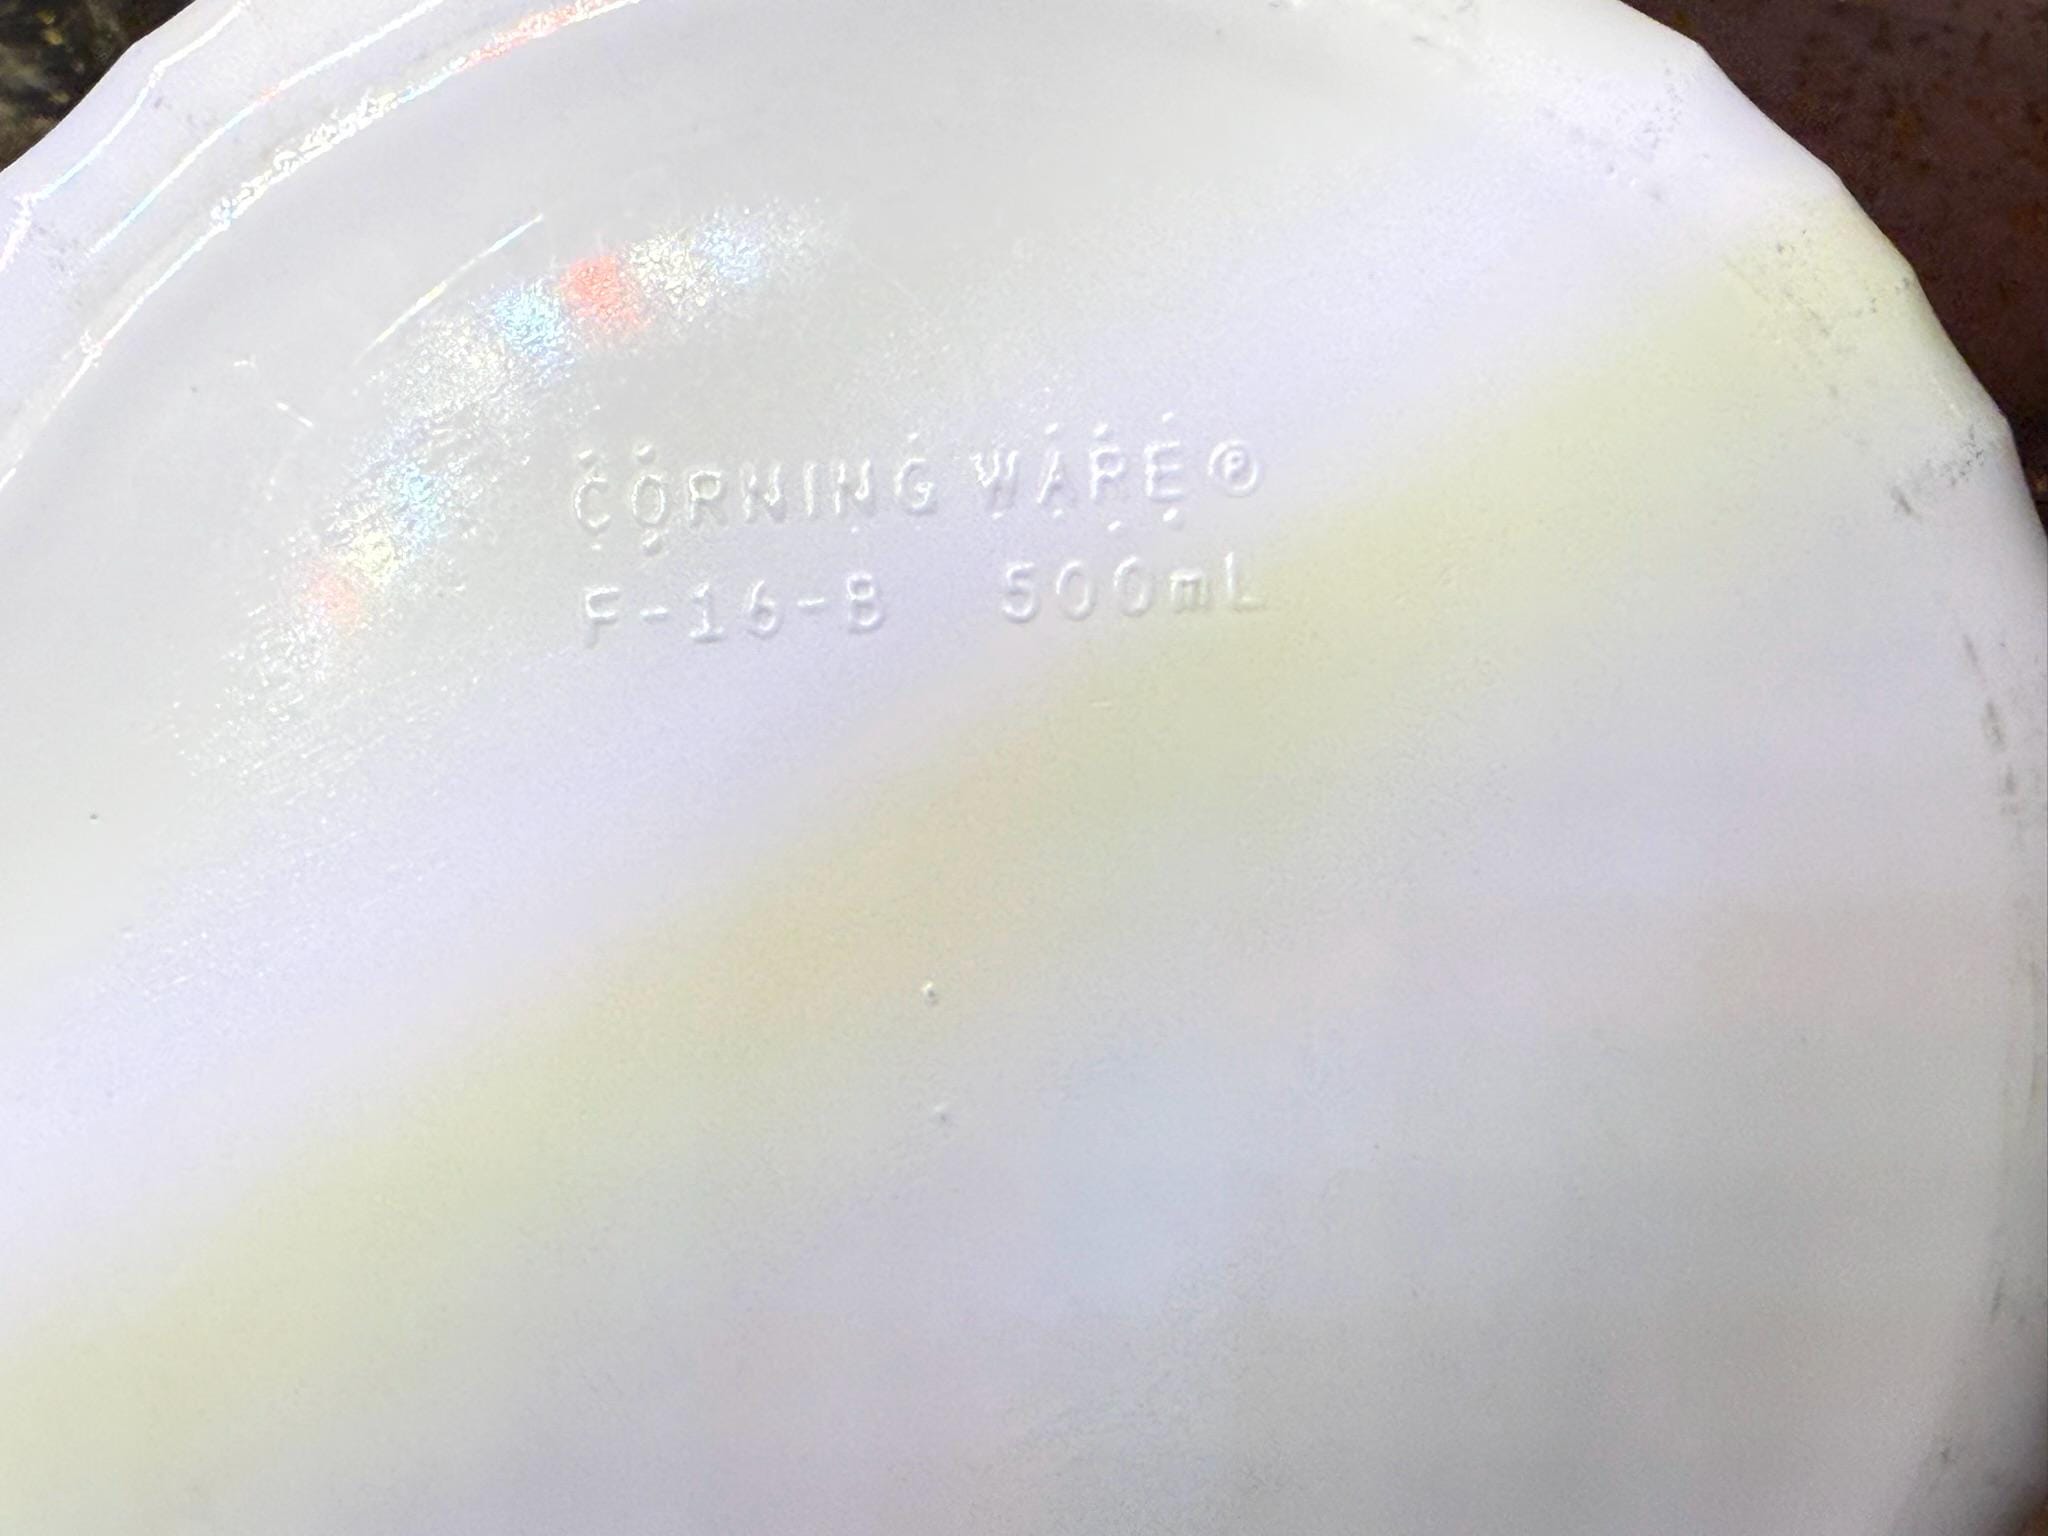 CORNING WARE®
F-16-B 500mL